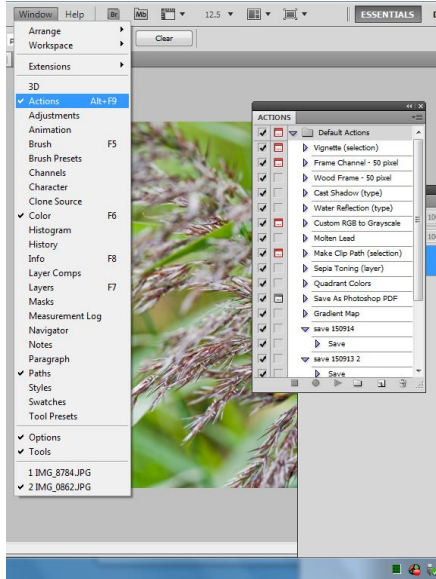 Window Help Br Mb 12.5 ESSENTIALS
Clear
Arrange
Workspace
Extensions
3D
Actions Alt+F9
Adjustments
Animation
Brush F5
Brush Presets
Channels
Character
Clone Source
Color F6
Histogram
History
Info F8
Layer Comps
Layers F7
Masks
Measurement Log
Navigator
Notes
Paragraph
Paths
Styles
Swatches
Tool Presets
Options
Tools
1 IMG_8784.JPG
2 IMG_0862.JPG
ACTIONS
Default Actions
Vignette (selection)
Frame Channel - 50 pixel
Wood Frame - 50 pixel
Cast Shadow (type)
Water Reflection (type)
Custom RGB to Grayscale
Molten Lead
Make Clip Path (selection)
Sepia Toning (layer)
Quadrant Colors
Save As Photoshop PDF
Gradient Map
save 150914
Save
save 150913 2
Save